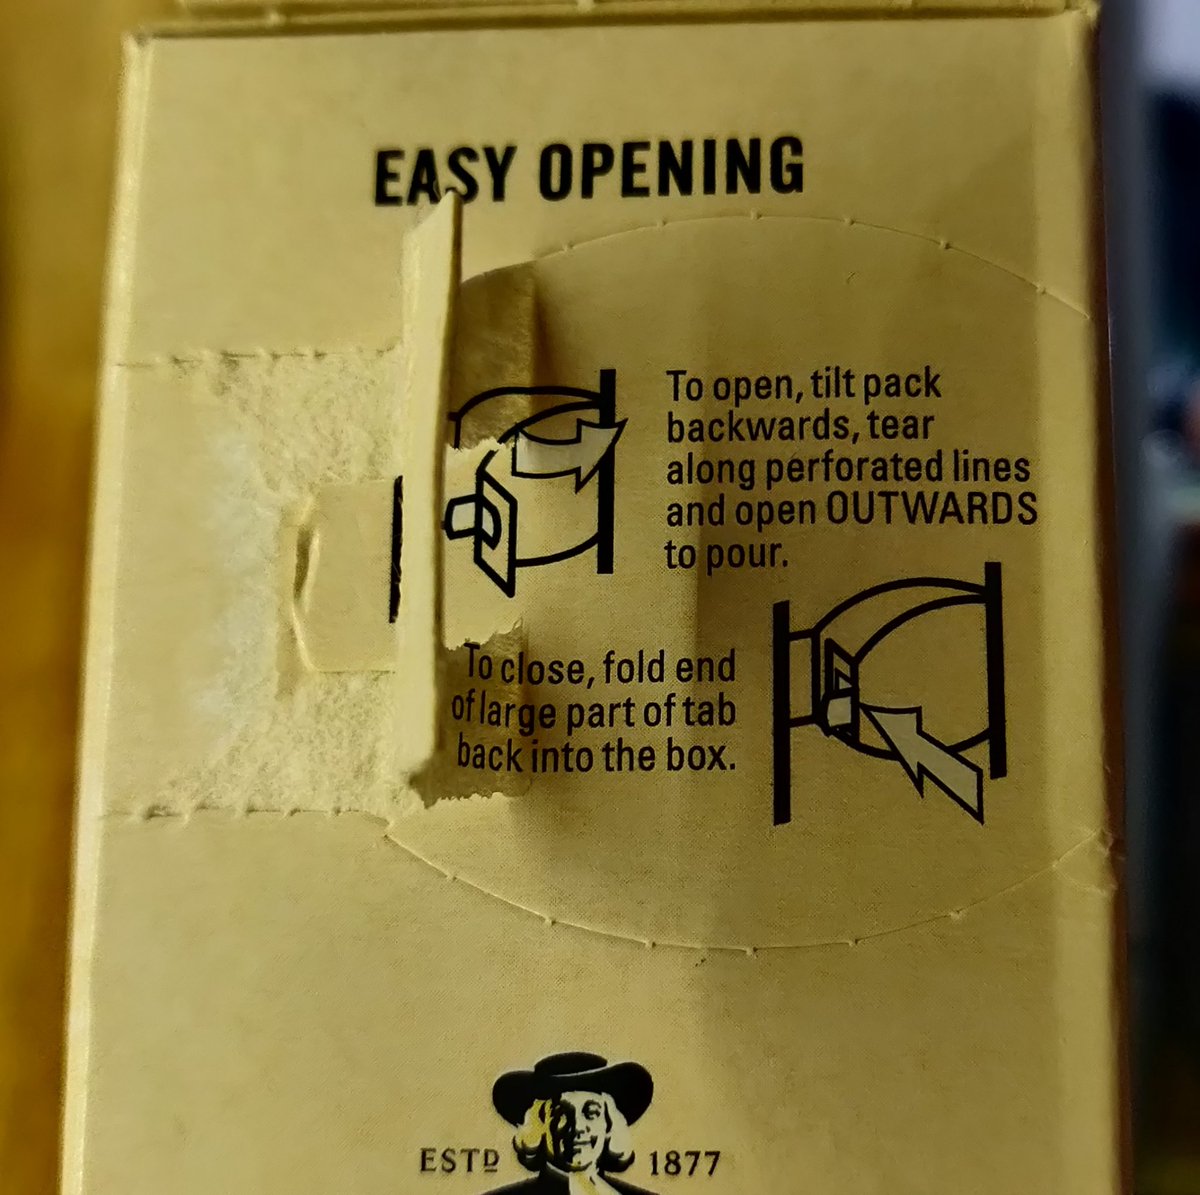 EASY OPENING
To open, tilt pack
backwards, tear
along perforated lines
and open OUTWARDS
to pour.
To close, fold end
of large part of tab
back into the box.
ESTD 1877